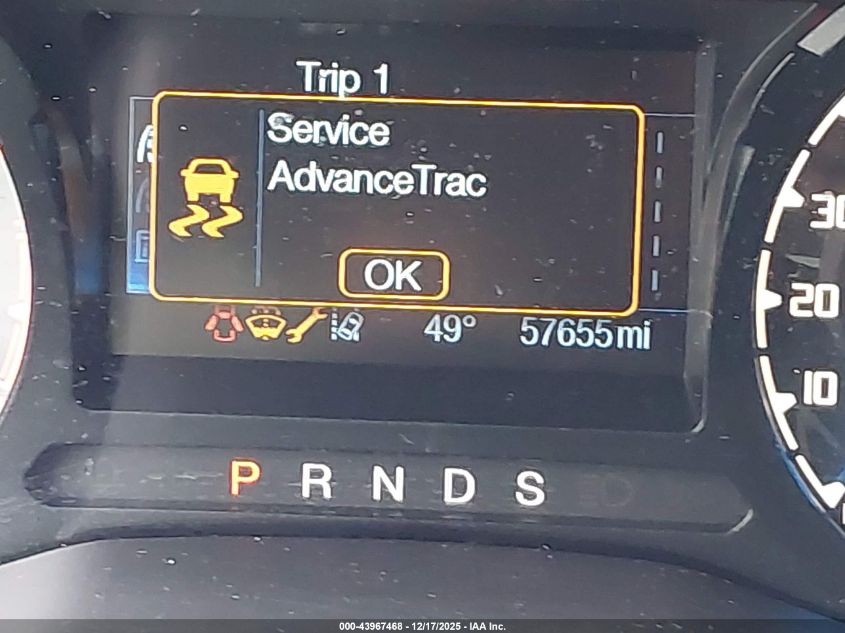 Trip 1
Service
AdvanceTrac
OK
49° 57655mi
30
20
10
P R N D S
000-43967468 - 12/17/2025 - IAA Inc.